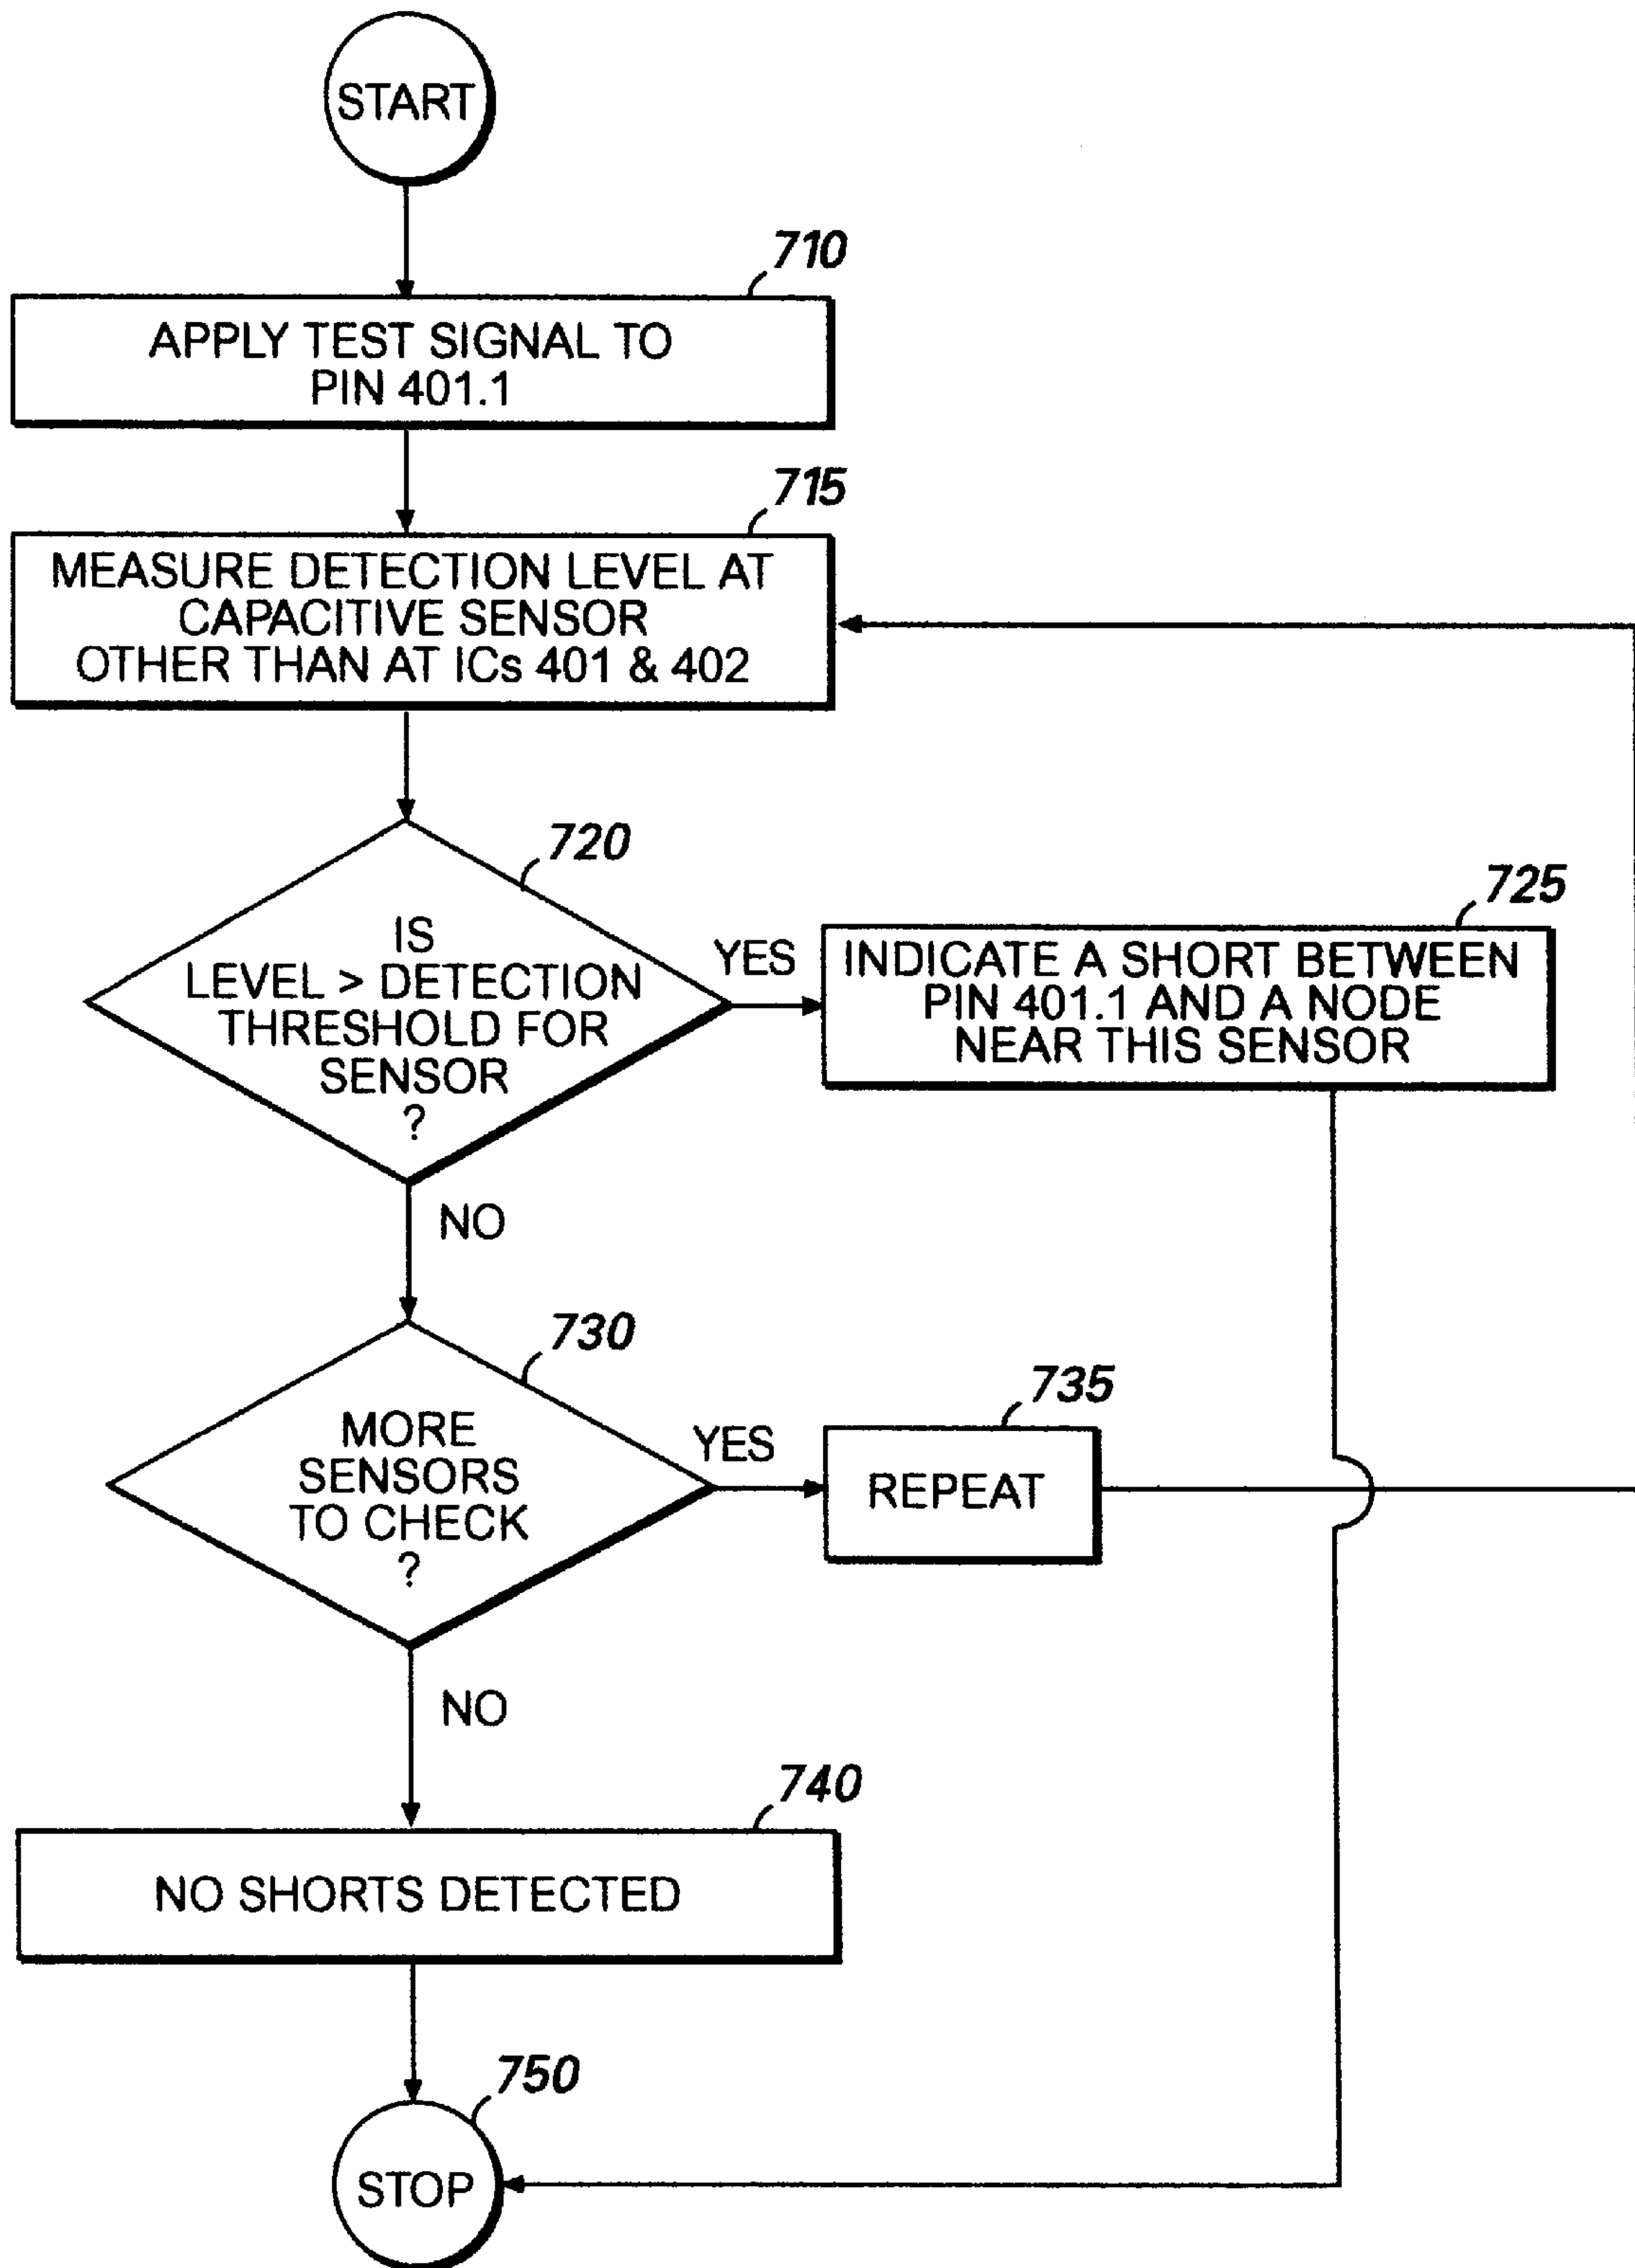 START
710
APPLY TEST SIGNAL TO
PIN 401.1
715
MEASURE DETECTION LEVEL AT
CAPACITIVE SENSOR
OTHER THAN AT ICs 401 & 402
720
IS
LEVEL > DETECTION
THRESHOLD FOR
SENSOR
?
YES
725
INDICATE A SHORT BETWEEN
PIN 401.1 AND A NODE
NEAR THIS SENSOR
NO
730
MORE
SENSORS
TO CHECK
?
YES
735
REPEAT
NO
740
NO SHORTS DETECTED
750
STOP